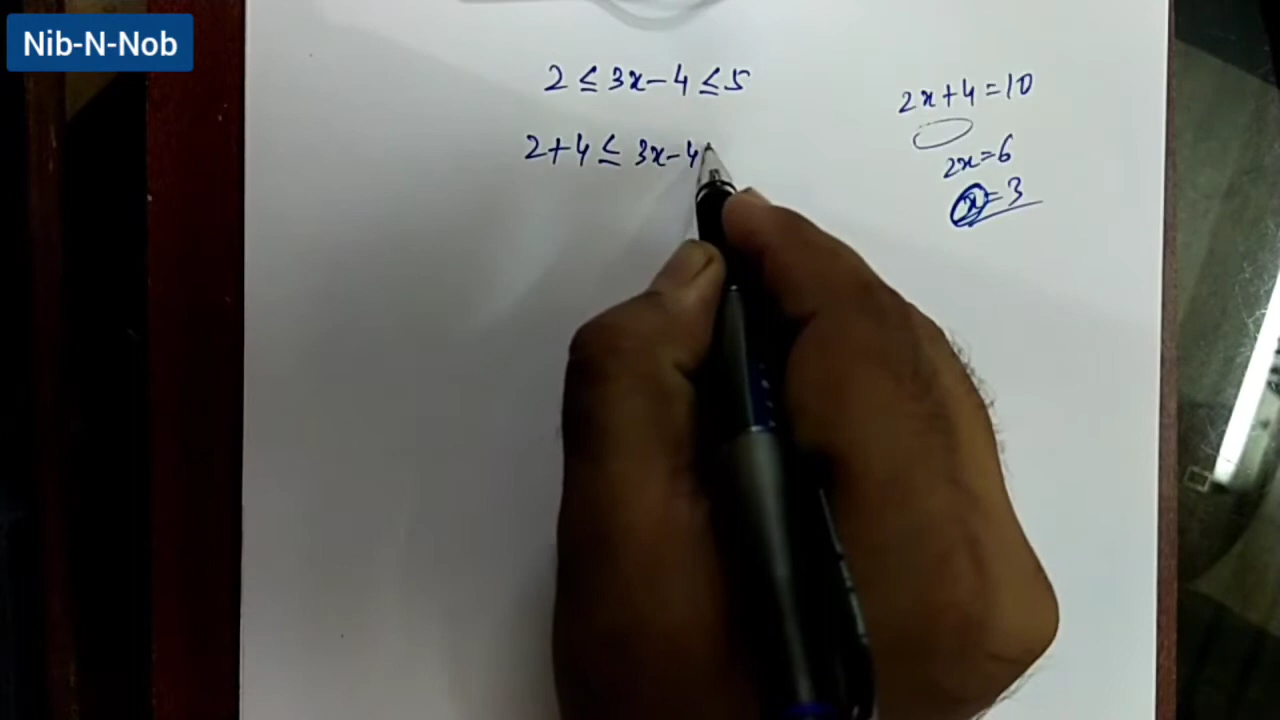 Nib-N-Nob
2 ≤ 3x - 4 ≤ 5
2 + 4 ≤ 3x - 4
2x + 4 = 10
2x = 6
x = 3